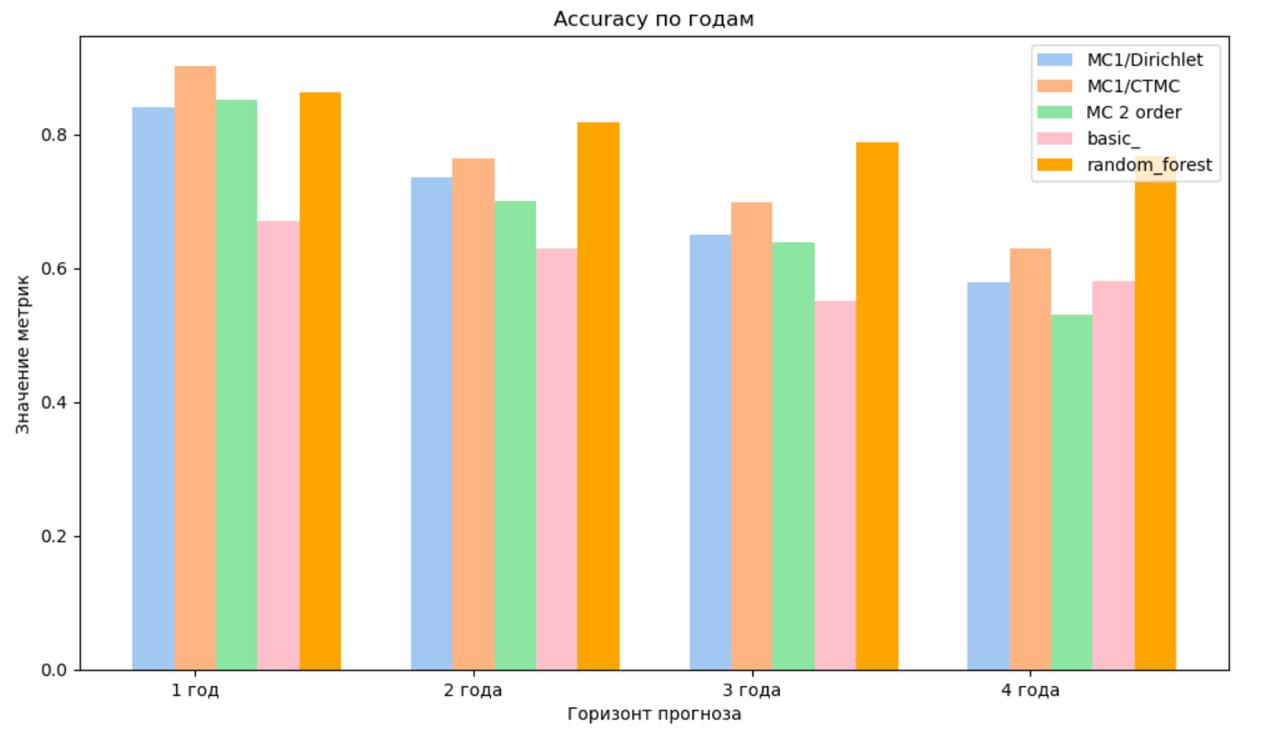 Accuracy по годам
MC1/Dirichlet
MC1/CTMC
MC 2 order
basic_
random_forest
0.8
0.6
0.4
0.2
0.0
Значение метрик
1 год
2 года
3 года
4 года
Горизонт прогноза